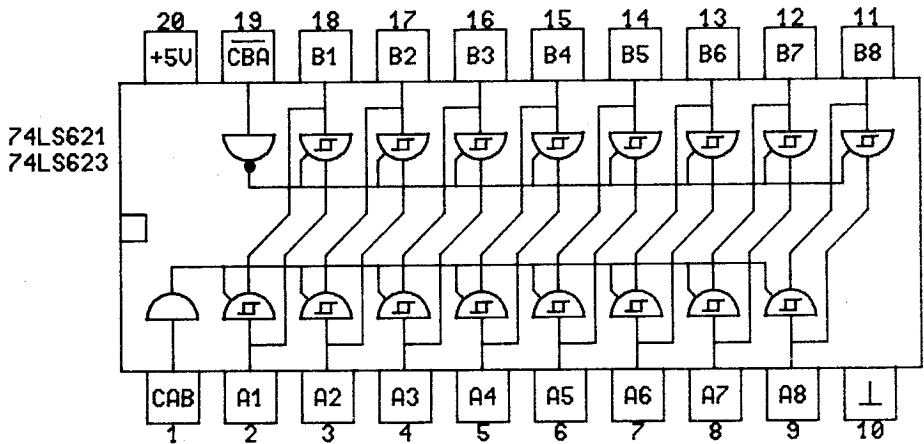 20 19 18 17 16 15 14 13 12 11
+5V CBA B1 B2 B3 B4 B5 B6 B7 B8
74LS621
74LS623
CAB A1 A2 A3 A4 A5 A6 A7 A8 ⊥
1 2 3 4 5 6 7 8 9 10